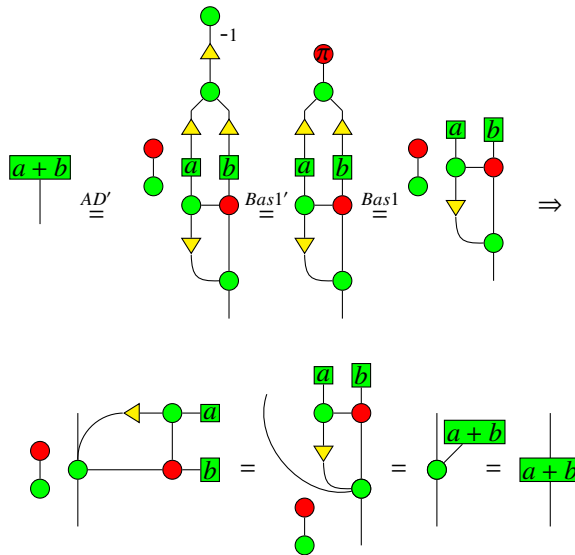 -1
π
a b
a + b = AD' a b = Bas1' a b = Bas1 ⇒
a b
a
b = = a + b = a + b